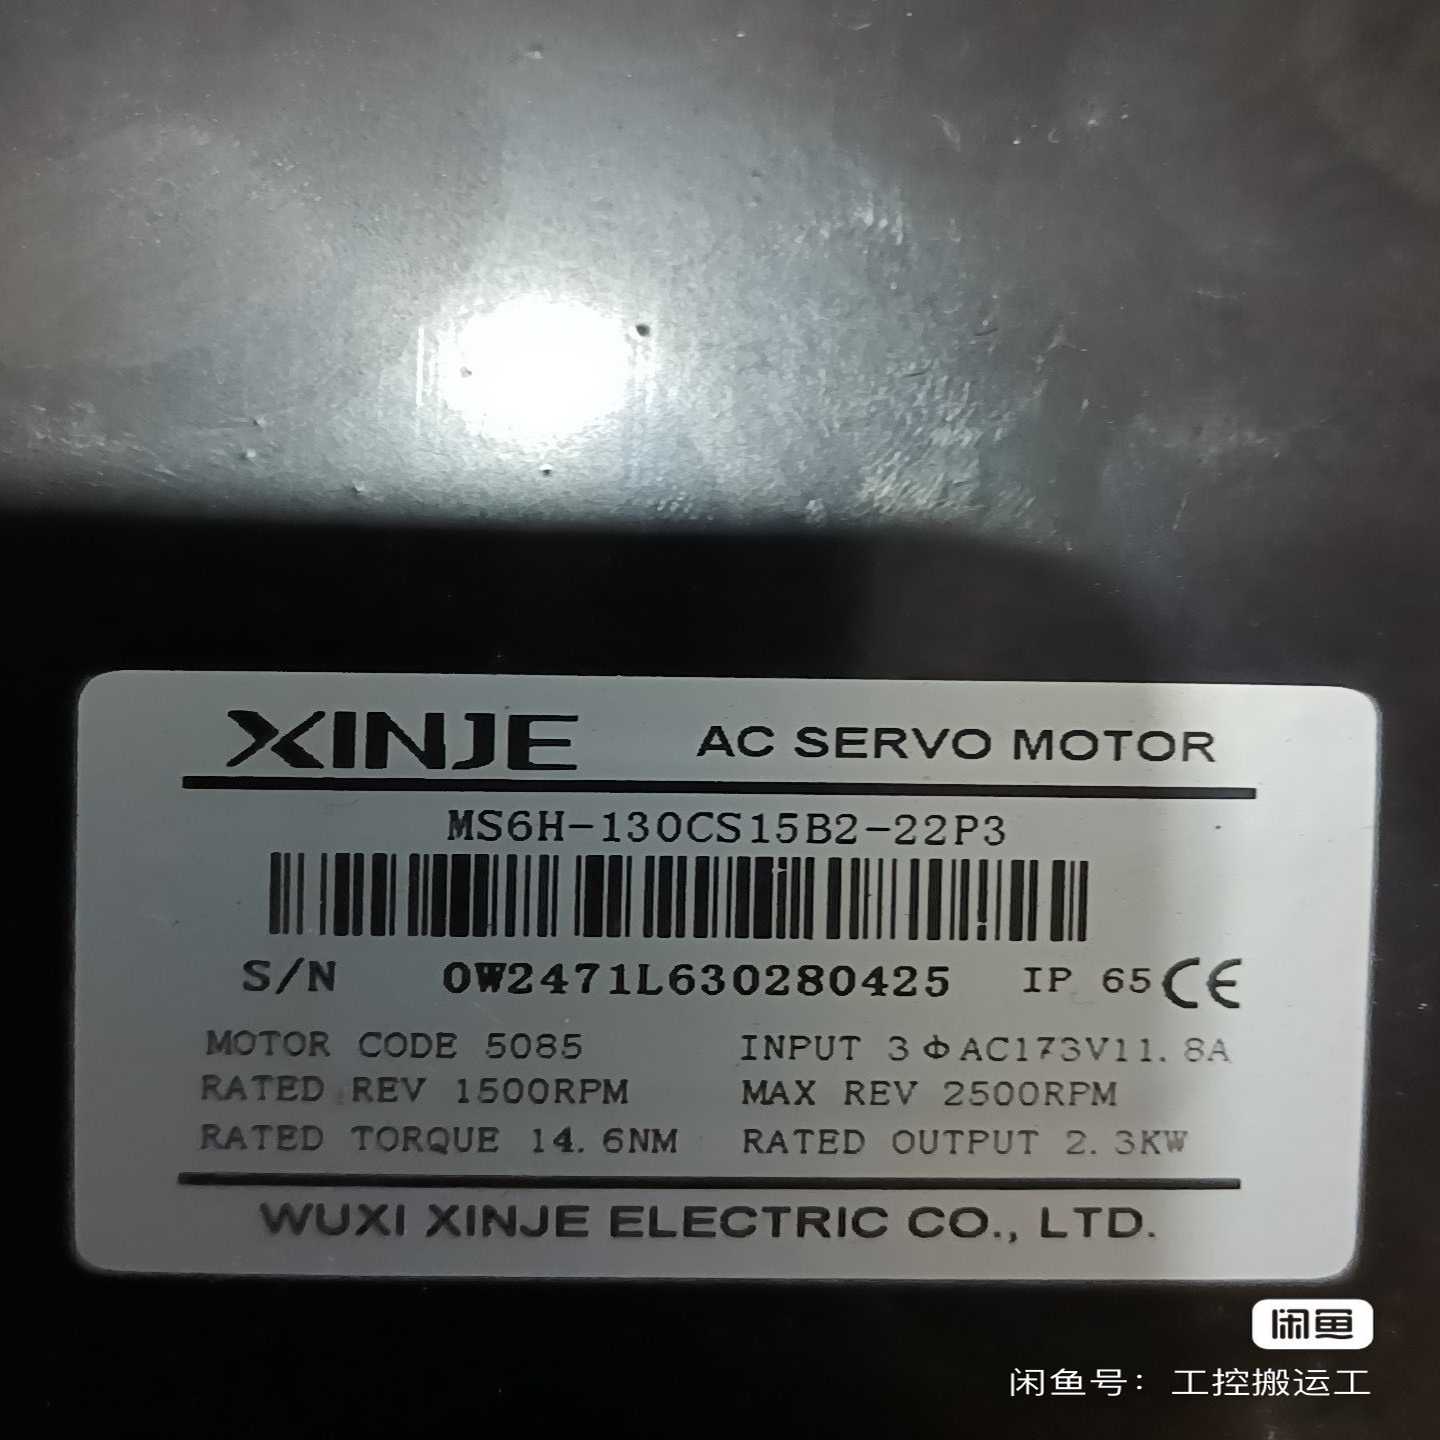 XINJE AC SERVO MOTOR
MS6H-130CS15B2-22P3
S/N 0W2471L630280425 IP 65 CE
MOTOR CODE 5085 INPUT 3ΦAC173V11.8A
RATED REV 1500RPM MAX REV 2500RPM
RATED TORQUE 14.6NM RATED OUTPUT 2.3KW
WUXI XINJE ELECTRIC CO., LTD.
闲鱼
闲鱼号：工控搬运工